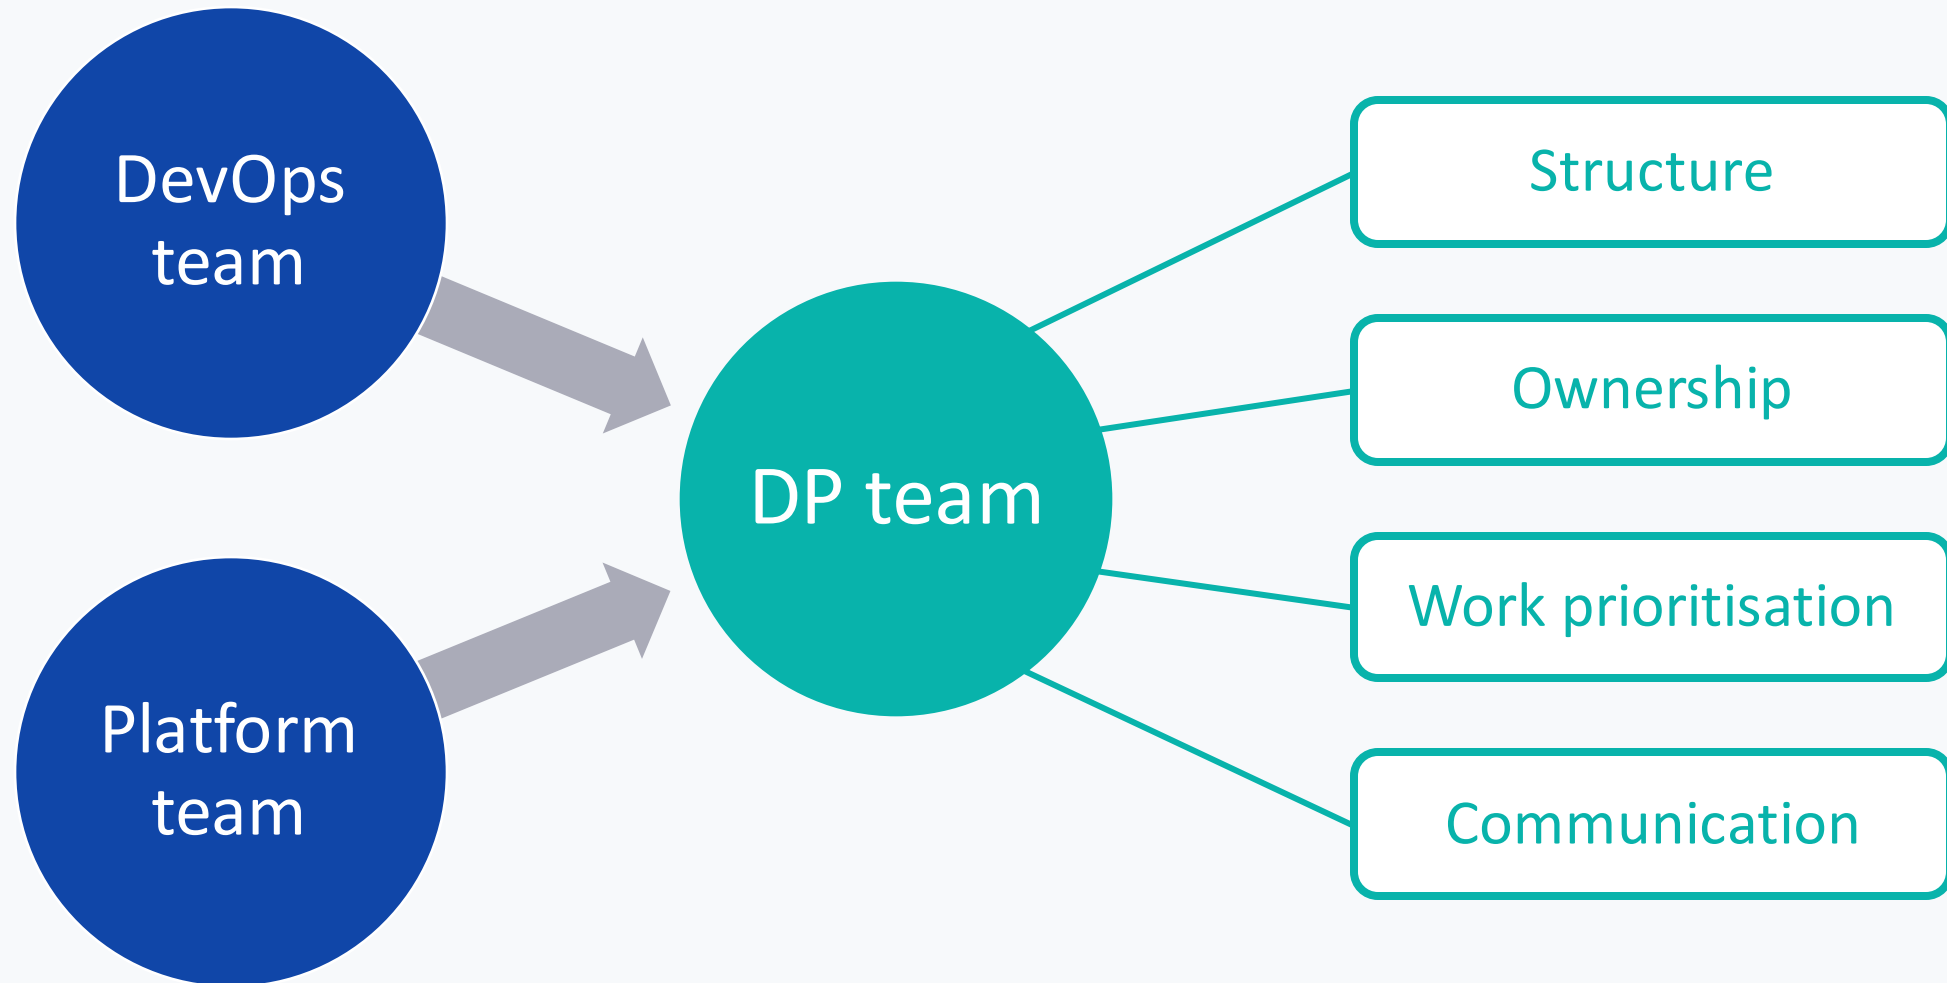 DevOps
team
Platform
team
DP team
Structure
Ownership
Work prioritisation
Communication